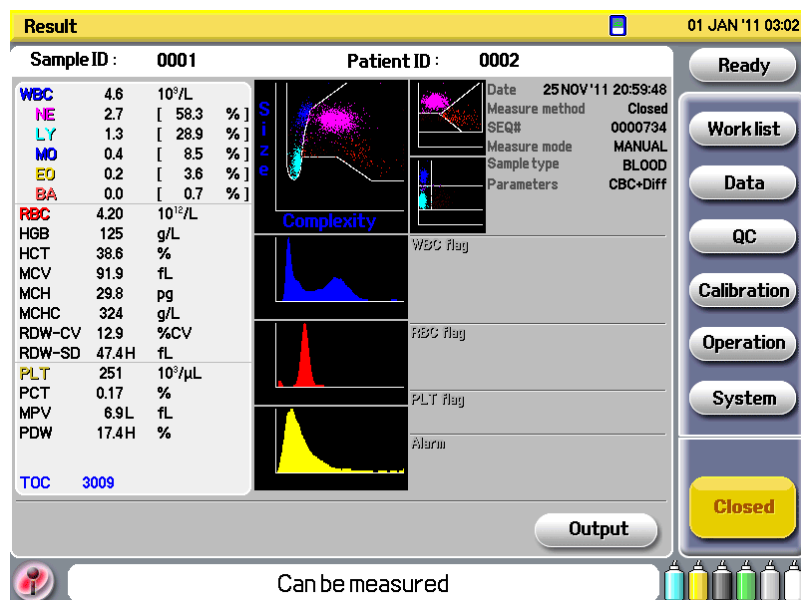 Result
01 JAN '11 03:02
Sample ID : 0001 Patient ID : 0002
WBC 4.6 10³/L
NE 2.7 [ 58.3 % ]
LY 1.3 [ 28.9 % ]
MO 0.4 [ 8.5 % ]
EO 0.2 [ 3.6 % ]
BA 0.0 [ 0.7 % ]
RBC 4.20 10¹²/L
HGB 125 g/L
HCT 38.6 %
MCV 91.9 fL
MCH 29.8 pg
MCHC 324 g/L
RDW-CV 12.9 %CV
RDW-SD 47.4 H fL
PLT 251 10³/µL
PCT 0.17 %
MPV 6.9 L fL
PDW 17.4 H %
TOC 3009
Size
Complexity
Date 25 NOV '11 20:59:48
Measure method Closed
SEQ# 0000734
Measure mode MANUAL
Sample type BLOOD
Parameters CBC+Diff
WBC flag
RBC flag
PLT flag
Alarm
Output
Ready
Work list
Data
QC
Calibration
Operation
System
Closed
Can be measured